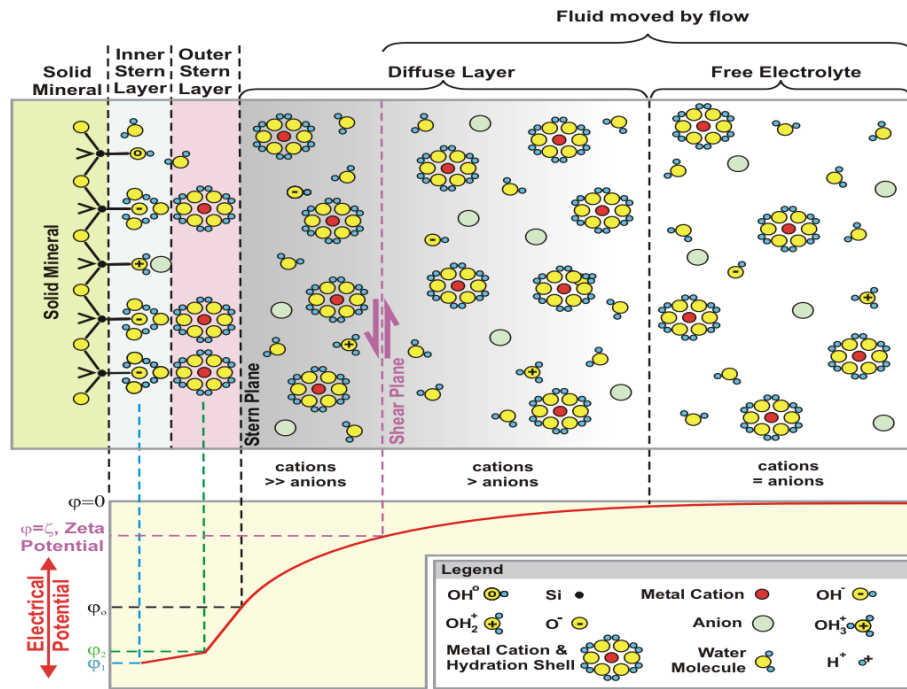 Fluid moved by flow
Solid
Mineral
Inner
Stern
Layer
Outer
Stern
Layer
Diffuse Layer
Free Electrolyte
Solid Mineral
Stern Plane
Shear Plane
cations
>> anions
cations
> anions
cations
= anions
φ=0
φ=ζ, Zeta
Potential
φ₀
φ₂
φ₁
Electrical
Potential
Legend
OH⁰
Si
Metal Cation
OH⁻
OH₂⁺
O⁻
Anion
OH₃⁺
Metal Cation &
Hydration Shell
Water
Molecule
H⁺